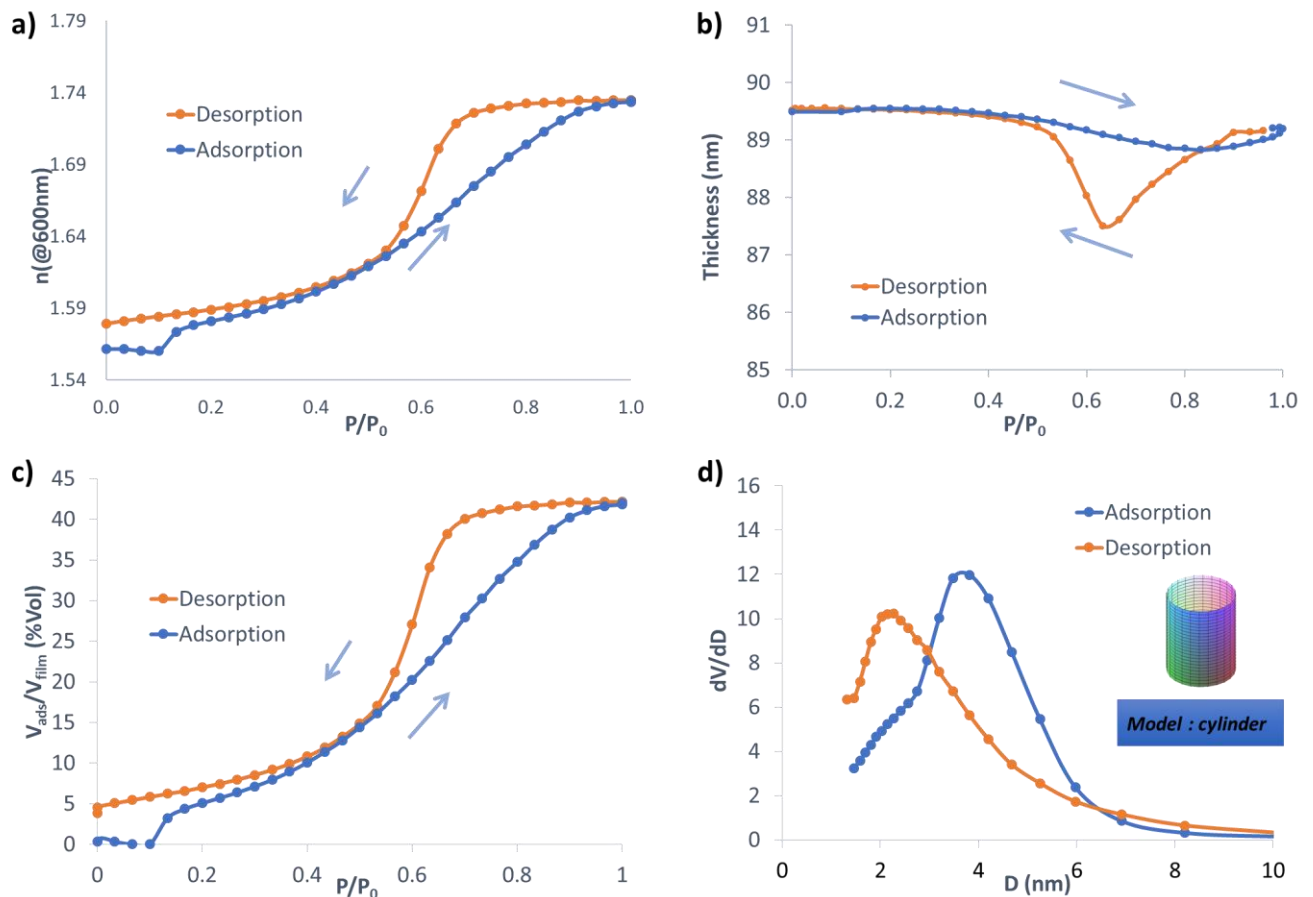 a)
n(@600nm)
1.79
1.74
1.69
1.64
1.59
1.54
Desorption
Adsorption
0.0 0.2 0.4 0.6 0.8 1.0
P/P0
b)
Thickness (nm)
91
90
89
88
87
86
85
Desorption
Adsorption
0.0 0.2 0.4 0.6 0.8 1.0
P/P0
c)
Vads/Vfilm (%Vol)
45
40
35
30
25
20
15
10
5
0
Desorption
Adsorption
0 0.2 0.4 0.6 0.8 1
P/P0
d)
dV/dD
16
14
12
10
8
6
4
2
0
Adsorption
Desorption
Model : cylinder
0 2 4 6 8 10
D (nm)